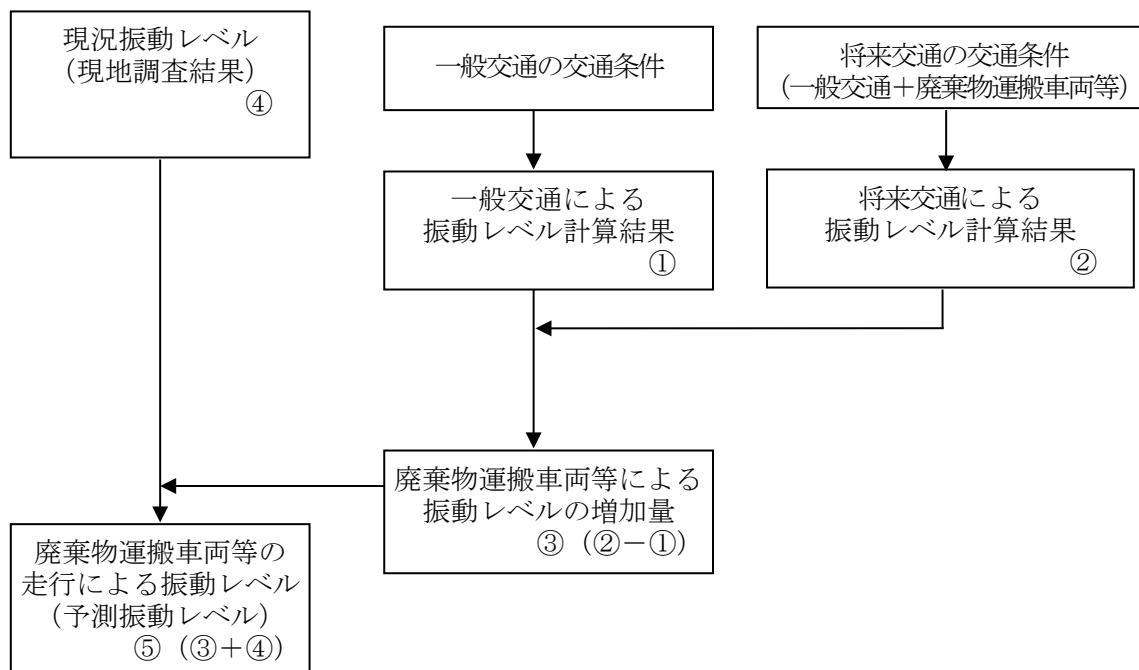 現況振動レベル
（現地調査結果）
④
一般交通の交通条件
将来交通の交通条件
（一般交通＋廃棄物運搬車両等）
一般交通による
振動レベル計算結果
①
将来交通による
振動レベル計算結果
②
廃棄物運搬車両等による
振動レベルの増加量
③（②－①）
廃棄物運搬車両等の
走行による振動レベル
（予測振動レベル）
⑤（③＋④）